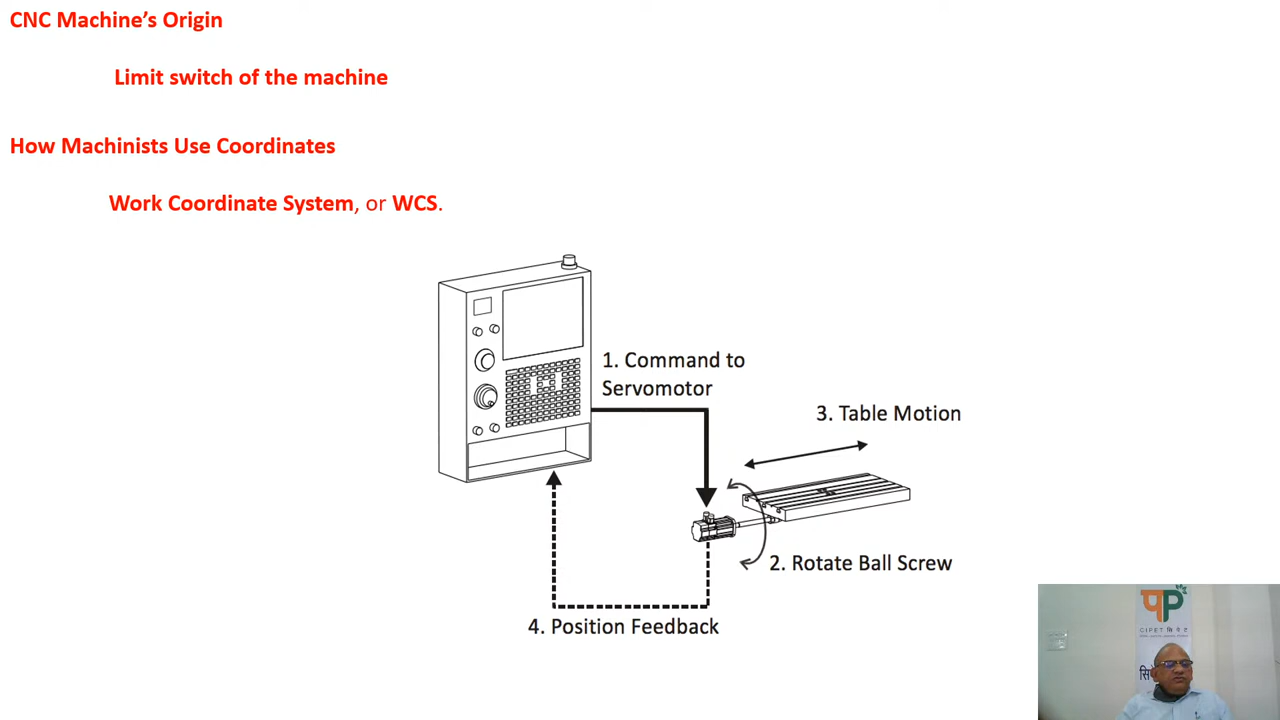 CNC Machine’s Origin
Limit switch of the machine
How Machinists Use Coordinates
Work Coordinate System, or WCS.
1. Command to
Servomotor
3. Table Motion
2. Rotate Ball Screw
4. Position Feedback
CIPET सिपेट